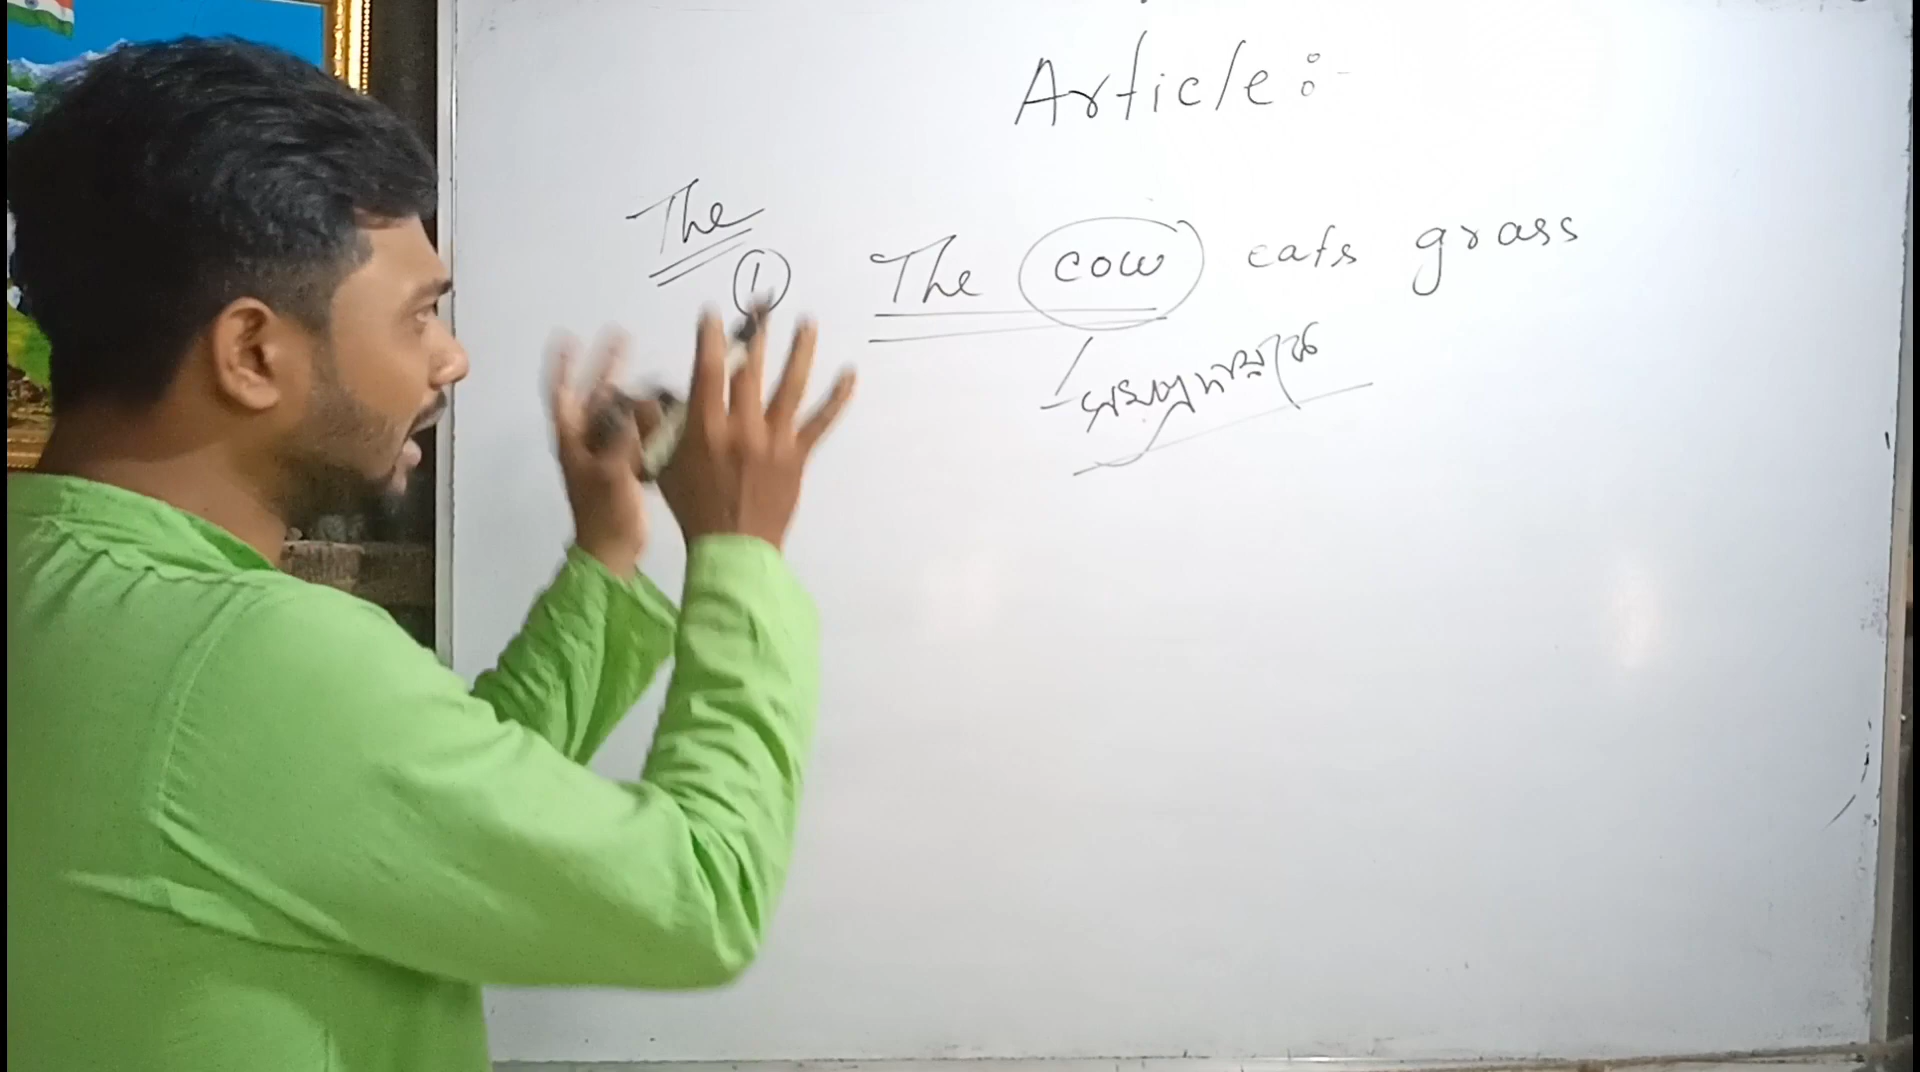 Article:
The
① The cow eats grass